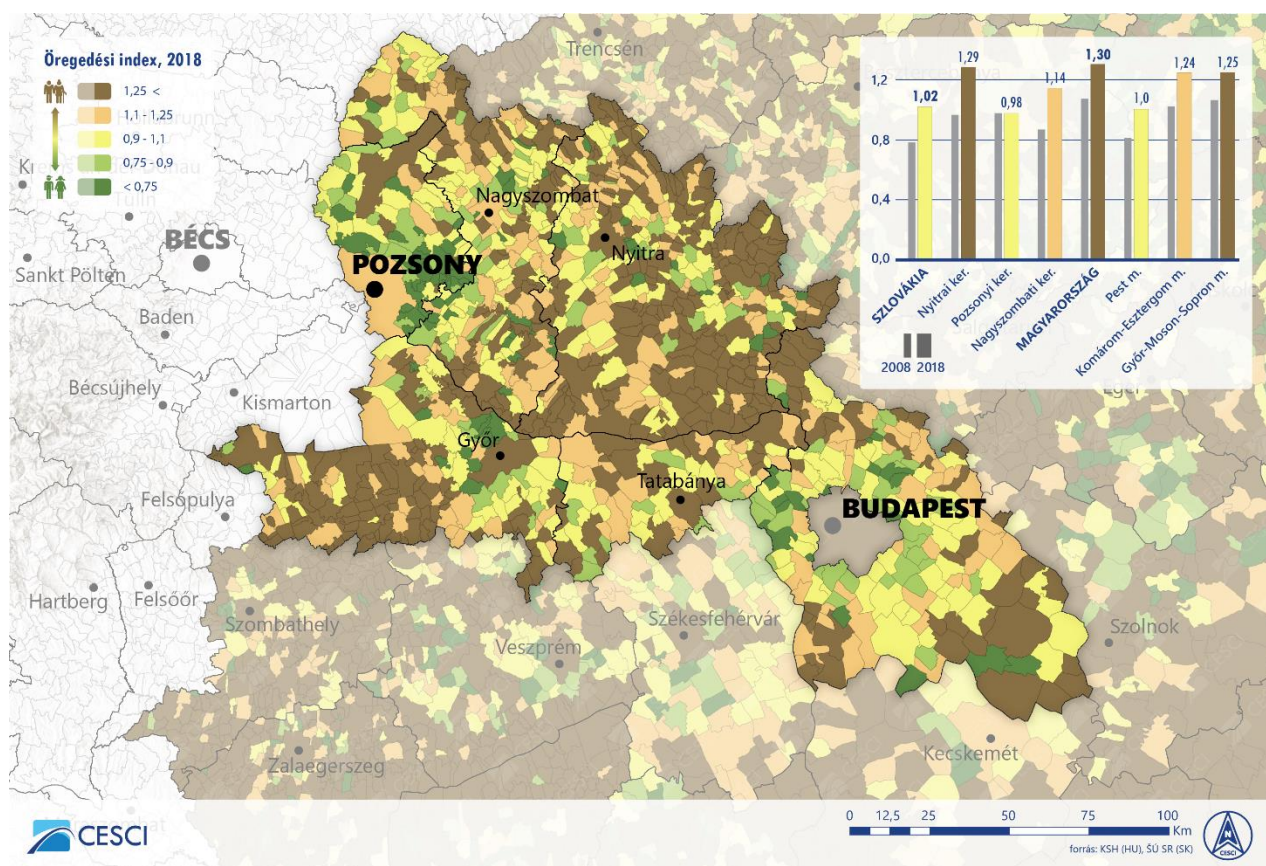 Öregedési index, 2018
1,25 <
1,1 - 1,25
0,9 - 1,1
0,75 - 0,9
< 0,75
1,2
0,8
0,4
0,0
1,02
1,29
0,98
1,14
1,30
1,0
1,24
1,25
SZLOVÁKIA
Nyitrai ker.
Pozsonyi ker.
Nagyszombati ker.
MAGYARORSZÁG
Pest m.
Komárom-Esztergom m.
Győr-Moson-Sopron m.
2008 2018
Trencsén
Tulln
BÉCS
Sankt Pölten
Baden
Bécsújhely
Kismarton
Felsőpulya
Hartberg
Felsőőr
Nagyszombat
Nyitra
POZSONY
Győr
Tatabánya
BUDAPEST
Eger
Szombathely
Veszprém
Székesfehérvár
Szolnok
Zalaegerszeg
Kecskemét
CESCI
0 12,5 25 50 75 100
Km
forrás: KSH (HU), ŠÚ SR (SK)
N
CESCI